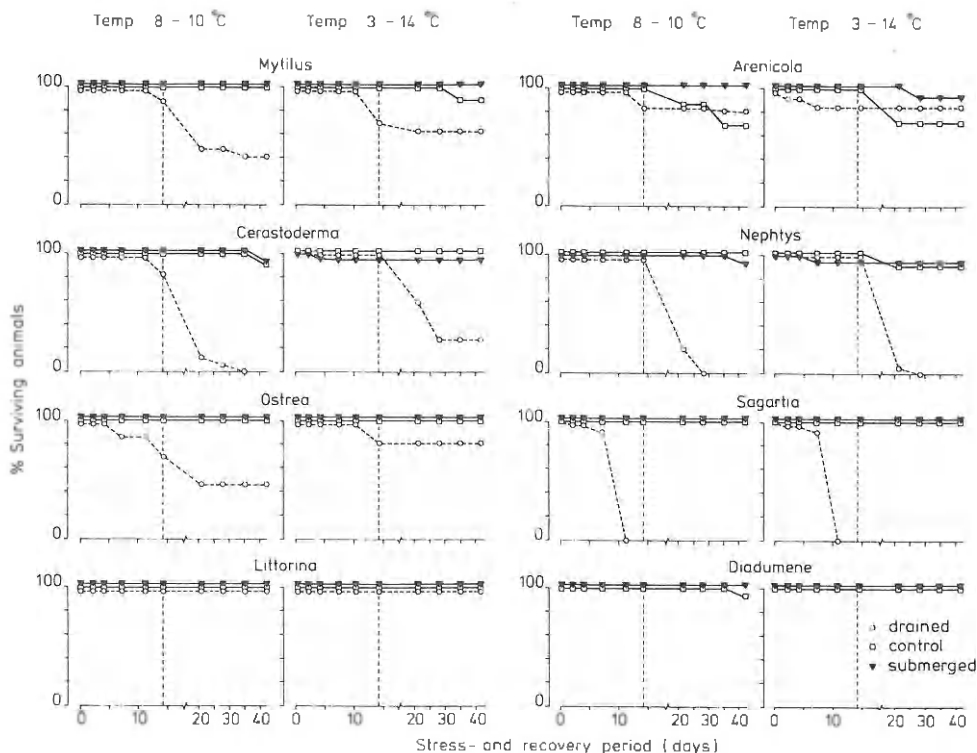 Temp 8 - 10 °C Temp 3 - 14 °C Temp 8 - 10 °C Temp 3 - 14 °C
Mytilus Arenicola
100 100
0 0
Cerastoderma Nephtys
100 100
0 0
Ostrea Sagartia
100 100
0 0
Littorina Diadumene
100 100
0 0
drained
control
submerged
0 10 20 30 40 0 10 20 30 40 0 10 20 30 40 0 10 20 30 40
% Surviving animals
Stress- and recovery period (days)